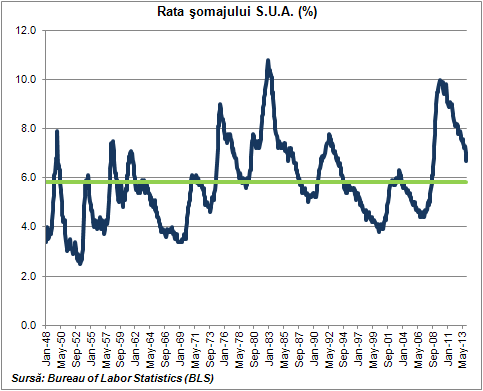 Rata şomajului S.U.A. (%)
12.0
10.0
8.0
6.0
4.0
2.0
0.0
Jan-48
May-50
Sep-52
Jan-55
May-57
Sep-59
Jan-62
May-64
Sep-66
Jan-69
May-71
Sep-73
Jan-76
May-78
Sep-80
Jan-83
May-85
Sep-87
Jan-90
May-92
Sep-94
Jan-97
May-99
Sep-01
Jan-04
May-06
Sep-08
Jan-11
May-13
Sursă: Bureau of Labor Statistics (BLS)